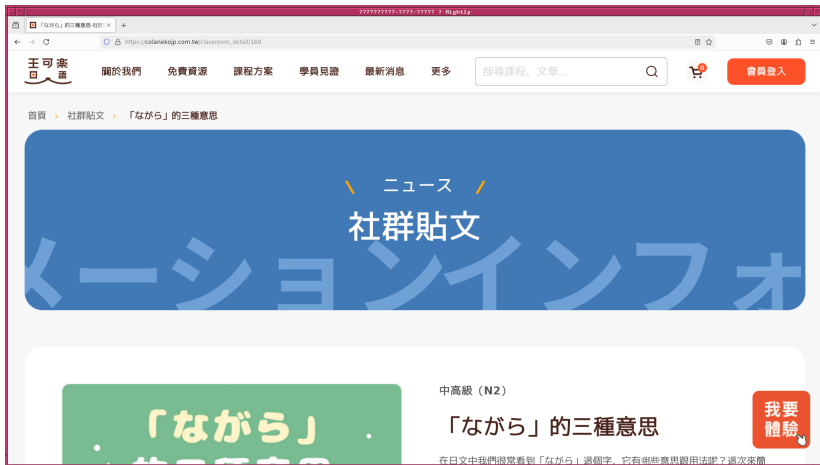 ??????????-????-????? ? Nightly
「ながら」的三種意思-社群
https://colanekojp.com.tw/classroom_detail/168
王可樂
日 語
關於我們 免費資源 課程方案 學員見證 最新消息 更多 搜尋課程、文章... 0 會員登入
首頁 › 社群貼文 › 「ながら」的三種意思
ニュース
社群貼文
メーションインフォ
「ながら」
的三種意思
中高級（N2）
「ながら」的三種意思
在日文中我們很常看到「ながら」這個字，它有哪些意思跟用法呢？這次來簡
我要
體驗